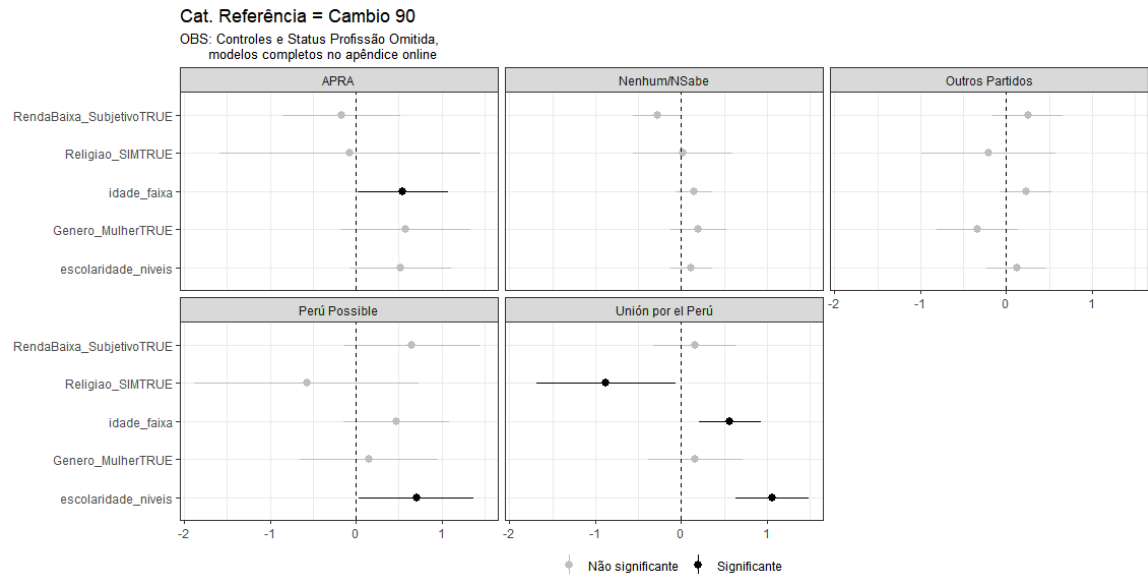 Cat. Referência = Cambio 90
OBS: Controles e Status Profissão Omitida,
modelos completos no apêndice online
APRA
Nenhum/NSabe
Outros Partidos
RendaBaixa_SubjetivoTRUE
Religiao_SIMTRUE
idade_faixa
Genero_MulherTRUE
escolaridade_niveis
-2 -1 0 1
Perú Possible
Unión por el Perú
RendaBaixa_SubjetivoTRUE
Religiao_SIMTRUE
idade_faixa
Genero_MulherTRUE
escolaridade_niveis
-2 -1 0 1 -2 -1 0 1
Não significante Significante